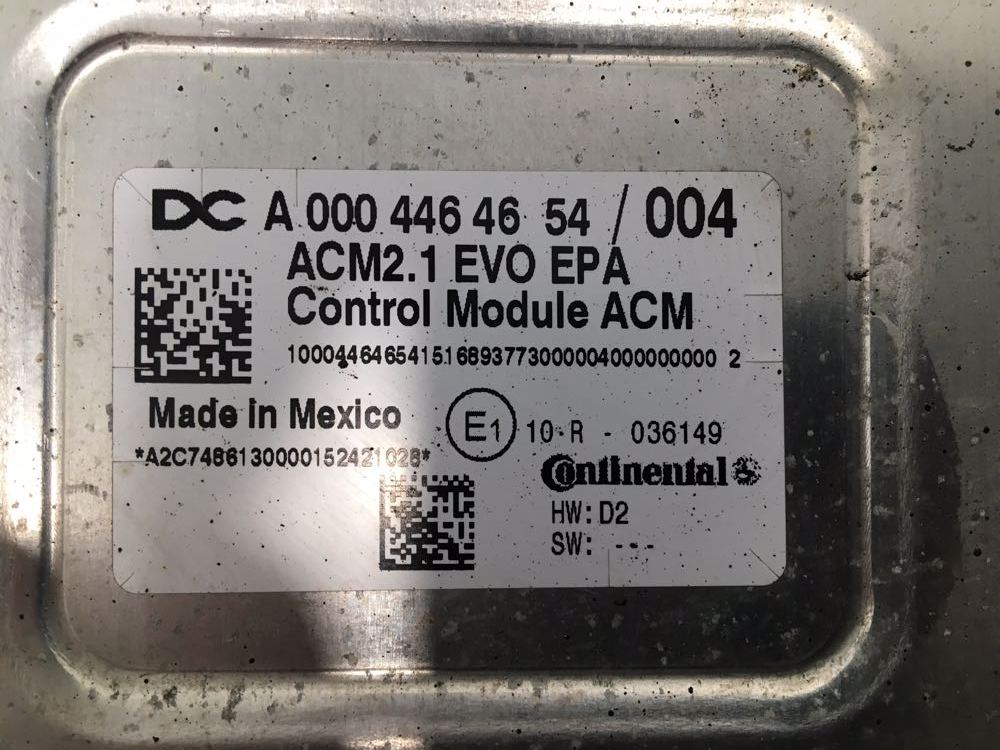 DC A 000 446 46 54 / 004
ACM2.1 EVO EPA
Control Module ACM
100044646541516893773000004000000000 2
Made in Mexico
E1 10 R - 036149
*A2C7486130000152421028*
Continental
HW: D2
SW: ---